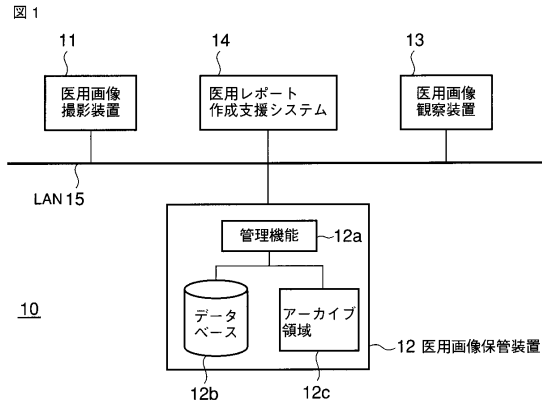 図1
11
14
13
医用画像
撮影装置
医用レポート
作成支援システム
医用画像
観察装置
LAN 15
管理機能
12a
データ
ベース
アーカイブ
領域
10
12 医用画像保管装置
12b
12c